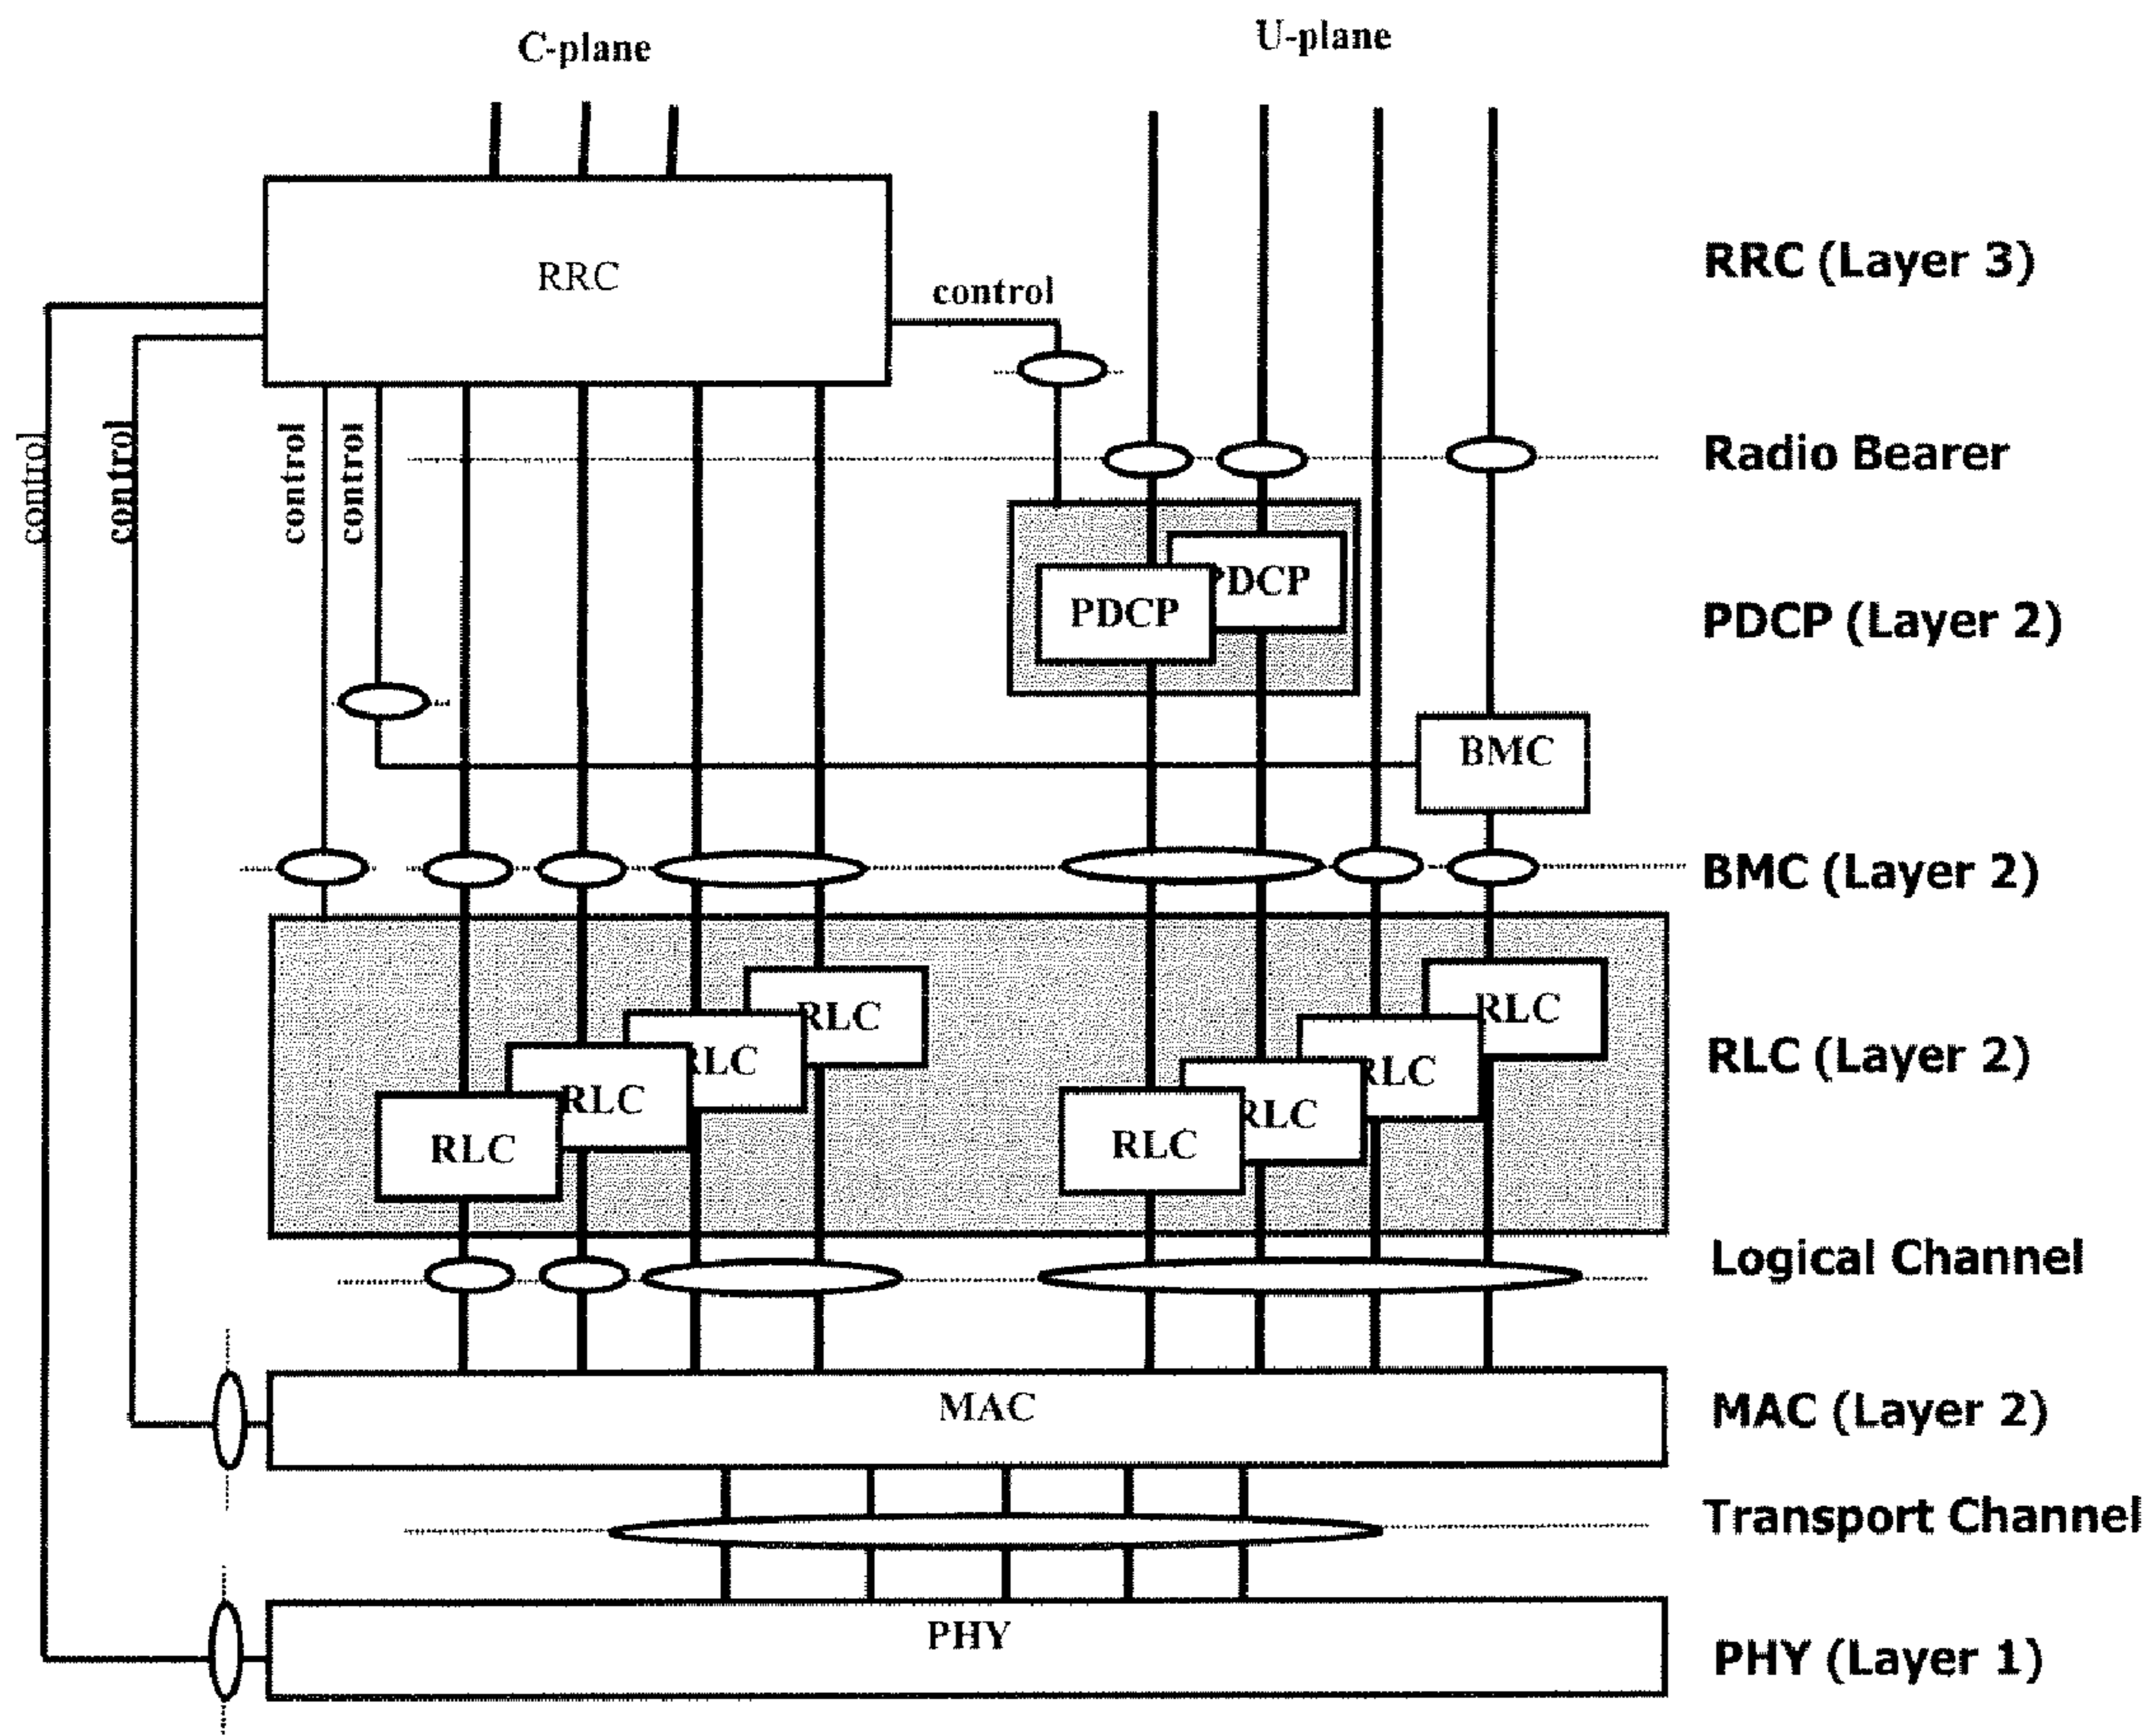 C-plane
U-plane
RRC
control
RRC (Layer 3)
control
control
control
control
Radio Bearer
PDCP
PDCP
PDCP (Layer 2)
BMC
BMC (Layer 2)
RLC
RLC
RLC
RLC
RLC
RLC
RLC
RLC
RLC (Layer 2)
Logical Channel
MAC
MAC (Layer 2)
Transport Channel
PHY
PHY (Layer 1)